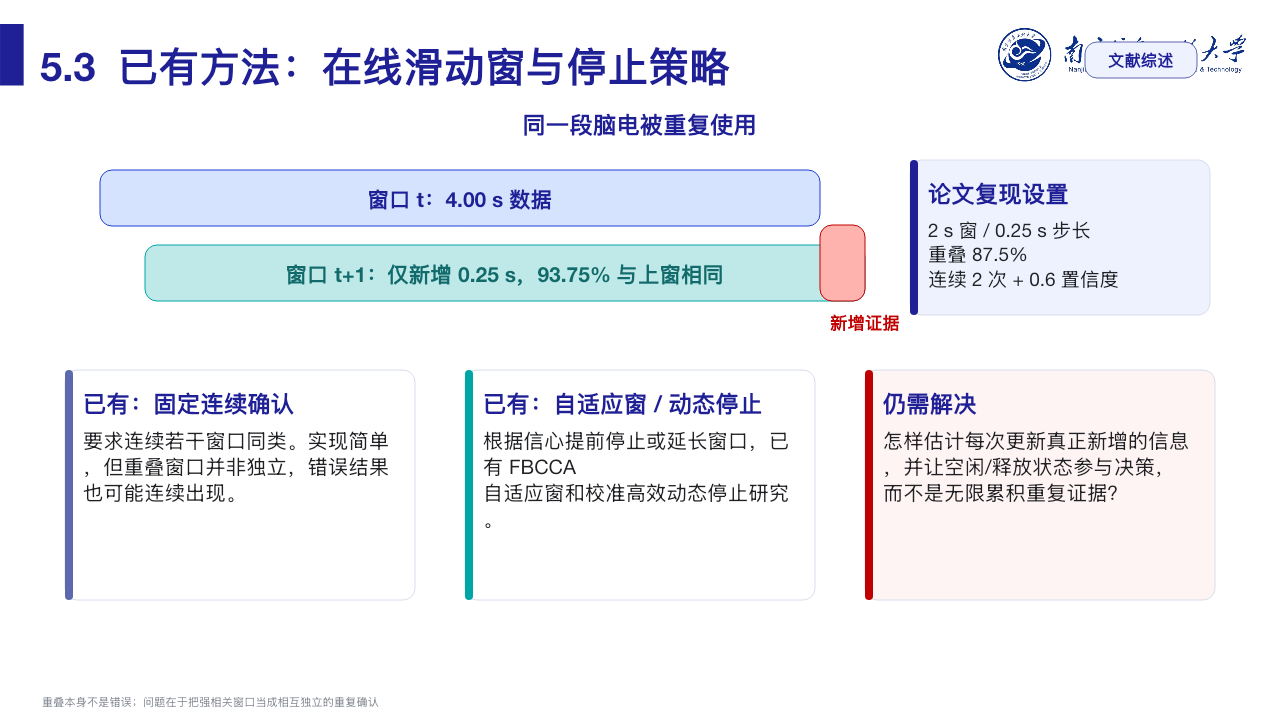 5.3 已有方法：在线滑动窗与停止策略
文献综述
大学
& Technology
同一段脑电被重复使用
窗口 t：4.00 s 数据
窗口 t+1：仅新增 0.25 s，93.75% 与上窗相同
新增证据
论文复现设置
2 s 窗 / 0.25 s 步长
重叠 87.5%
连续 2 次 + 0.6 置信度
已有：固定连续确认
要求连续若干窗口同类。实现简单
，但重叠窗口并非独立，错误结果
也可能连续出现。
已有：自适应窗 / 动态停止
根据信心提前停止或延长窗口，已
有 FBCCA
自适应窗和校准高效动态停止研究
。
仍需解决
怎样估计每次更新真正新增的信息
，并让空闲/释放状态参与决策，
而不是无限累积重复证据?
重叠本身不是错误；问题在于把强相关窗口当成相互独立的重复确认